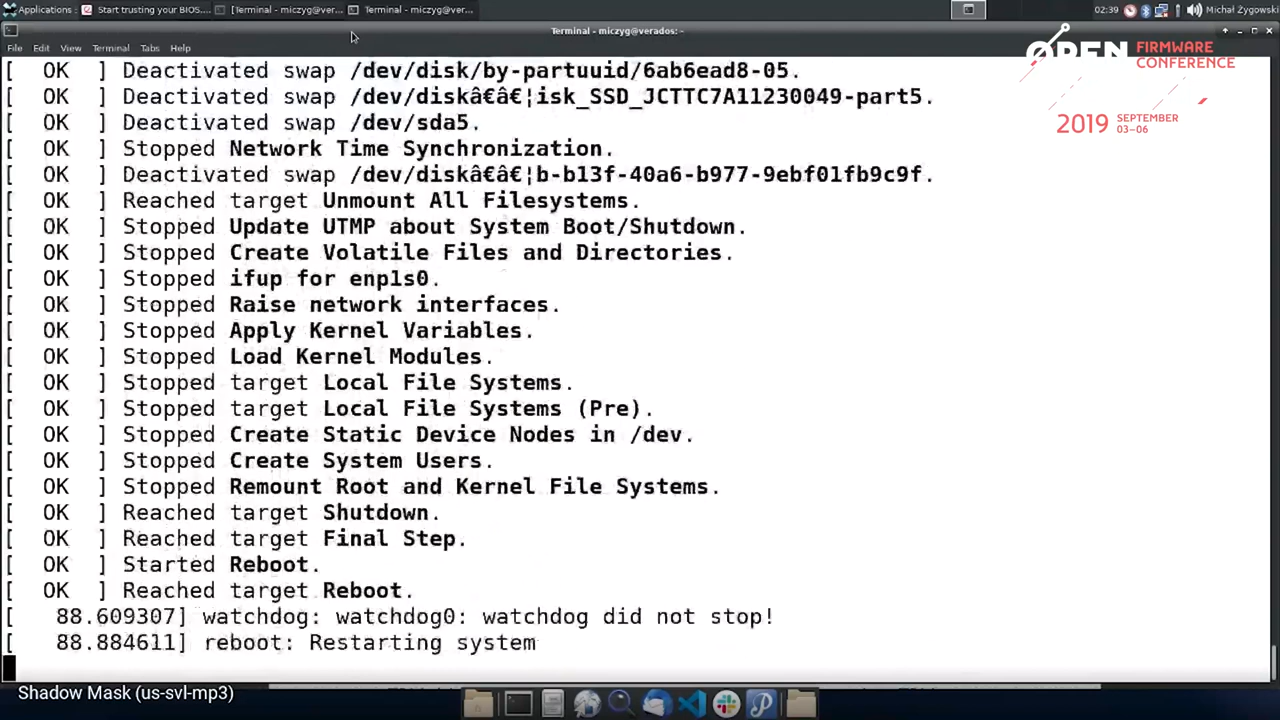 Applications
Start trusting your BIOS....
[Terminal - miczyg@ver...
Terminal - miczyg@ver...
02:39
Michał Żygowski
Terminal - miczyg@verados: ~
File Edit View Terminal Tabs Help
OPEN FIRMWARE CONFERENCE
2019 SEPTEMBER 03-06
[ OK ] Deactivated swap /dev/disk/by-partuuid/6ab6ead8-05.
[ OK ] Deactivated swap /dev/diskâ€â€¦isk_SSD_JCTTC7A11230049-part5.
[ OK ] Deactivated swap /dev/sda5.
[ OK ] Stopped Network Time Synchronization.
[ OK ] Deactivated swap /dev/diskâ€â€¦b-b13f-40a6-b977-9ebf01fb9c9f.
[ OK ] Reached target Unmount All Filesystems.
[ OK ] Stopped Update UTMP about System Boot/Shutdown.
[ OK ] Stopped Create Volatile Files and Directories.
[ OK ] Stopped ifup for enp1s0.
[ OK ] Stopped Raise network interfaces.
[ OK ] Stopped Apply Kernel Variables.
[ OK ] Stopped Load Kernel Modules.
[ OK ] Stopped target Local File Systems.
[ OK ] Stopped target Local File Systems (Pre).
[ OK ] Stopped Create Static Device Nodes in /dev.
[ OK ] Stopped Create System Users.
[ OK ] Stopped Remount Root and Kernel File Systems.
[ OK ] Reached target Shutdown.
[ OK ] Reached target Final Step.
[ OK ] Started Reboot.
[ OK ] Reached target Reboot.
[ 88.609307] watchdog: watchdog0: watchdog did not stop!
[ 88.884611] reboot: Restarting system
Shadow Mask (us-svl-mp3)